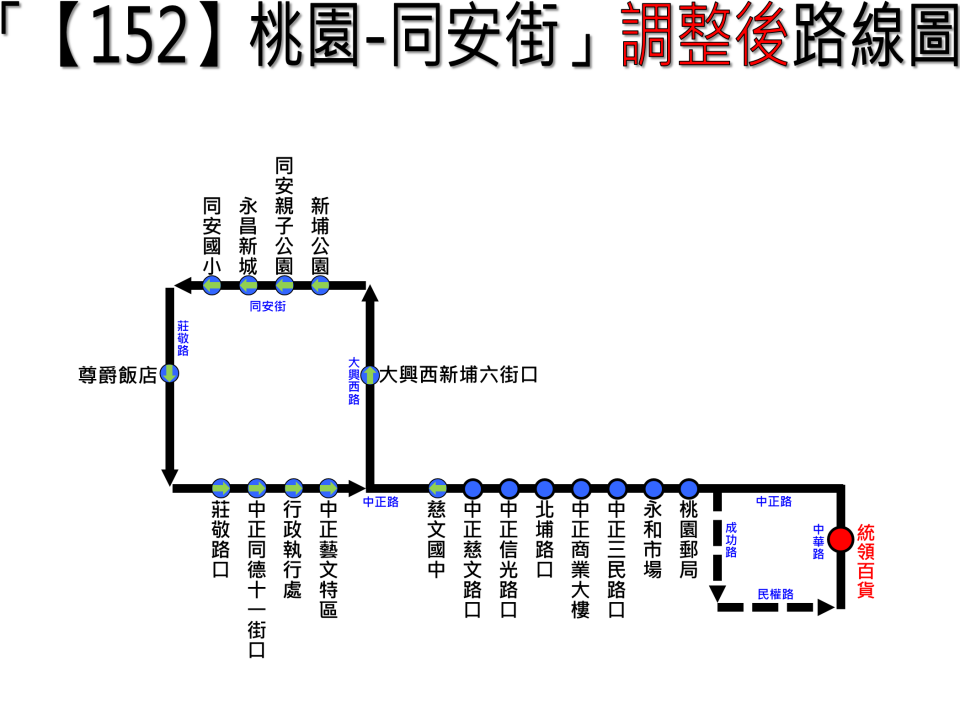 「【152】桃園-同安街」調整後路線圖
同安國小
永昌新城
同安親子公園
新埔公園
同安街
莊敬路
尊爵飯店
大興西路
大興西新埔六街口
中正路
莊敬路口
中正同德十一街口
行政執行處
中正藝文特區
慈文國中
中正慈文路口
中正信光路口
北埔路口
中正商業大樓
中正三民路口
永和市場
桃園郵局
中正路
成功路
民權路
中華路
統領百貨